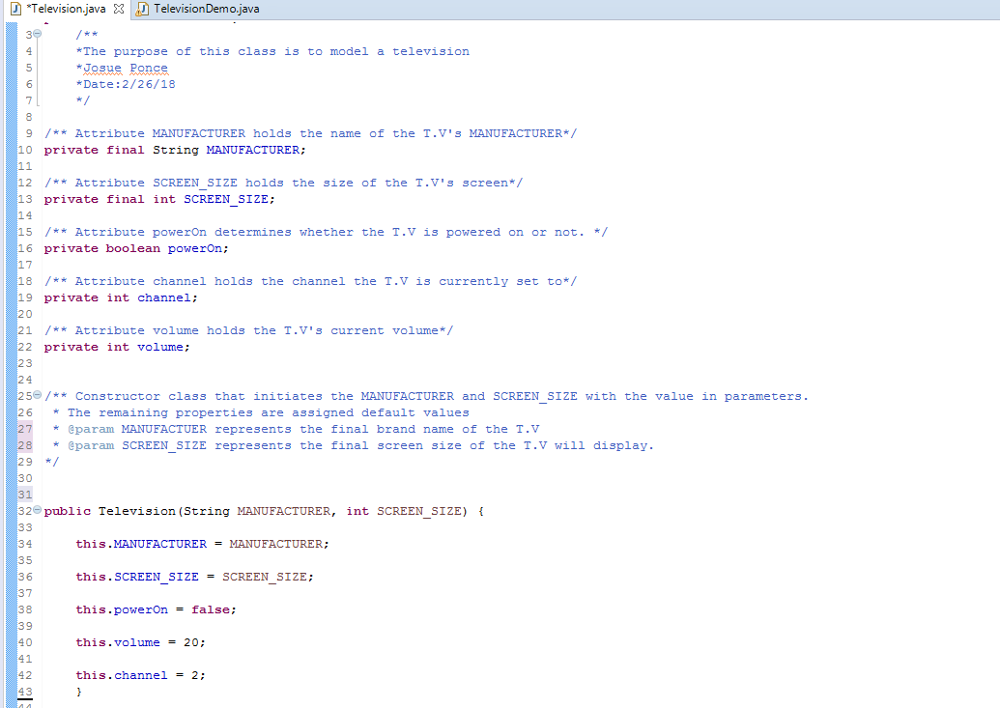 *Television.java TelevisionDemo.java
3 /**
4 *The purpose of this class is to model a television
5 *Josue Ponce
6 *Date:2/26/18
7 */
8
9 /** Attribute MANUFACTURER holds the name of the T.V's MANUFACTURER*/
10 private final String MANUFACTURER;
11
12 /** Attribute SCREEN_SIZE holds the size of the T.V's screen*/
13 private final int SCREEN_SIZE;
14
15 /** Attribute powerOn determines whether the T.V is powered on or not. */
16 private boolean powerOn;
17
18 /** Attribute channel holds the channel the T.V is currently set to*/
19 private int channel;
20
21 /** Attribute volume holds the T.V's current volume*/
22 private int volume;
23
24
25 /** Constructor class that initiates the MANUFACTURER and SCREEN_SIZE with the value in parameters.
26 * The remaining properties are assigned default values
27 * @param MANUFACTUER represents the final brand name of the T.V
28 * @param SCREEN_SIZE represents the final screen size of the T.V will display.
29 */
30
31
32 public Television(String MANUFACTURER, int SCREEN_SIZE) {
33
34 this.MANUFACTURER = MANUFACTURER;
35
36 this.SCREEN_SIZE = SCREEN_SIZE;
37
38 this.powerOn = false;
39
40 this.volume = 20;
41
42 this.channel = 2;
43 }